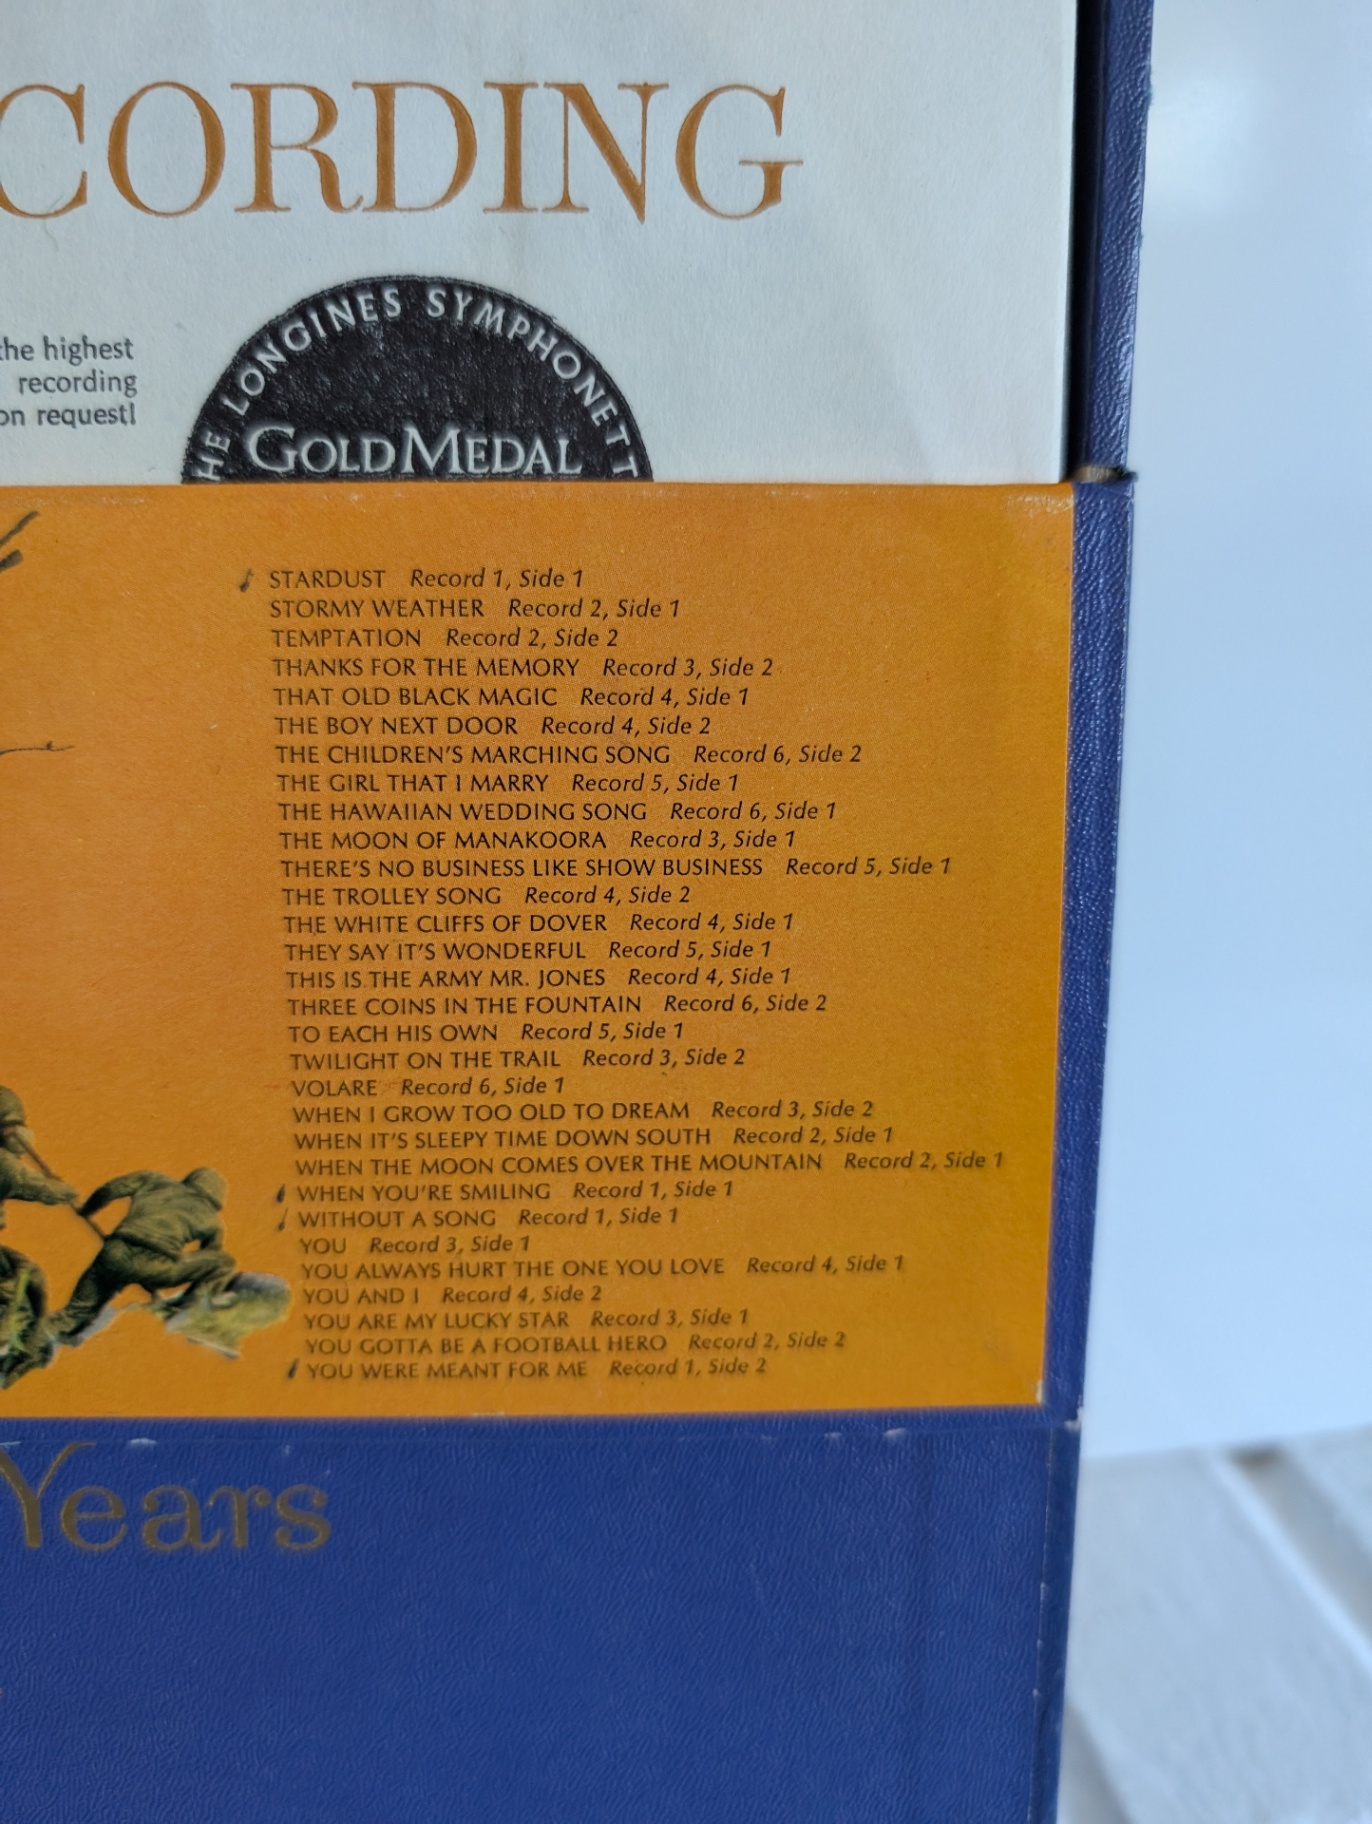 CORDING
THE LONGINES SYMPHONETT
the highest
recording
on request!
GOLD MEDAL
STARDUST Record 1, Side 1
STORMY WEATHER Record 2, Side 1
TEMPTATION Record 2, Side 2
THANKS FOR THE MEMORY Record 3, Side 2
THAT OLD BLACK MAGIC Record 4, Side 1
THE BOY NEXT DOOR Record 4, Side 2
THE CHILDREN'S MARCHING SONG Record 6, Side 2
THE GIRL THAT I MARRY Record 5, Side 1
THE HAWAIIAN WEDDING SONG Record 6, Side 1
THE MOON OF MANAKOORA Record 3, Side 1
THERE'S NO BUSINESS LIKE SHOW BUSINESS Record 5, Side 1
THE TROLLEY SONG Record 4, Side 2
THE WHITE CLIFFS OF DOVER Record 4, Side 1
THEY SAY IT'S WONDERFUL Record 5, Side 1
THIS IS THE ARMY MR. JONES Record 4, Side 1
THREE COINS IN THE FOUNTAIN Record 6, Side 2
TO EACH HIS OWN Record 5, Side 1
TWILIGHT ON THE TRAIL Record 3, Side 2
VOLARE Record 6, Side 1
WHEN I GROW TOO OLD TO DREAM Record 3, Side 2
WHEN IT'S SLEEPY TIME DOWN SOUTH Record 2, Side 1
WHEN THE MOON COMES OVER THE MOUNTAIN Record 2, Side 1
WHEN YOU'RE SMILING Record 1, Side 1
WITHOUT A SONG Record 1, Side 1
YOU Record 3, Side 1
YOU ALWAYS HURT THE ONE YOU LOVE Record 4, Side 1
YOU AND I Record 4, Side 2
YOU ARE MY LUCKY STAR Record 3, Side 1
YOU GOTTA BE A FOOTBALL HERO Record 2, Side 2
YOU WERE MEANT FOR ME Record 1, Side 2
Years